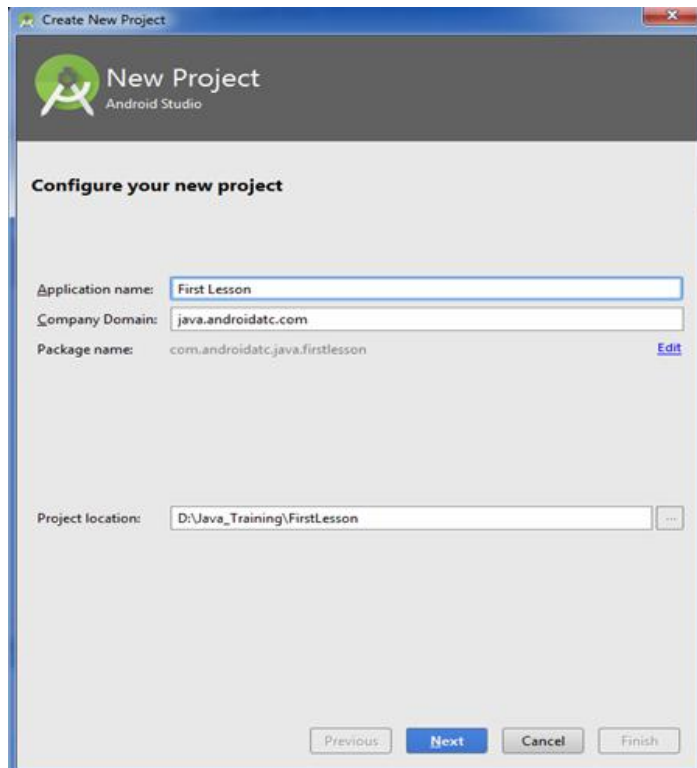 Create New Project
New Project
Android Studio
Configure your new project
Application name: First Lesson
Company Domain: java.androidatc.com
Package name: com.androidatc.java.firstlesson Edit
Project location: D:\Java_Training\FirstLesson ...
Previous Next Cancel Finish